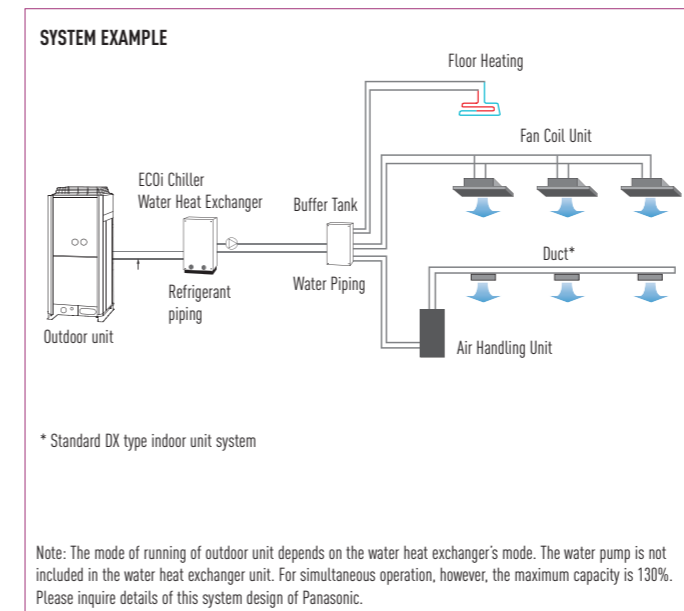 SYSTEM EXAMPLE
Floor Heating
Fan Coil Unit
ECOi Chiller
Water Heat Exchanger
Buffer Tank
Duct*
Water Piping
Refrigerant
piping
Outdoor unit
Air Handling Unit
* Standard DX type indoor unit system
Note: The mode of running of outdoor unit depends on the water heat exchanger's mode. The water pump is not
included in the water heat exchanger unit. For simultaneous operation, however, the maximum capacity is 130%.
Please inquire details of this system design of Panasonic.